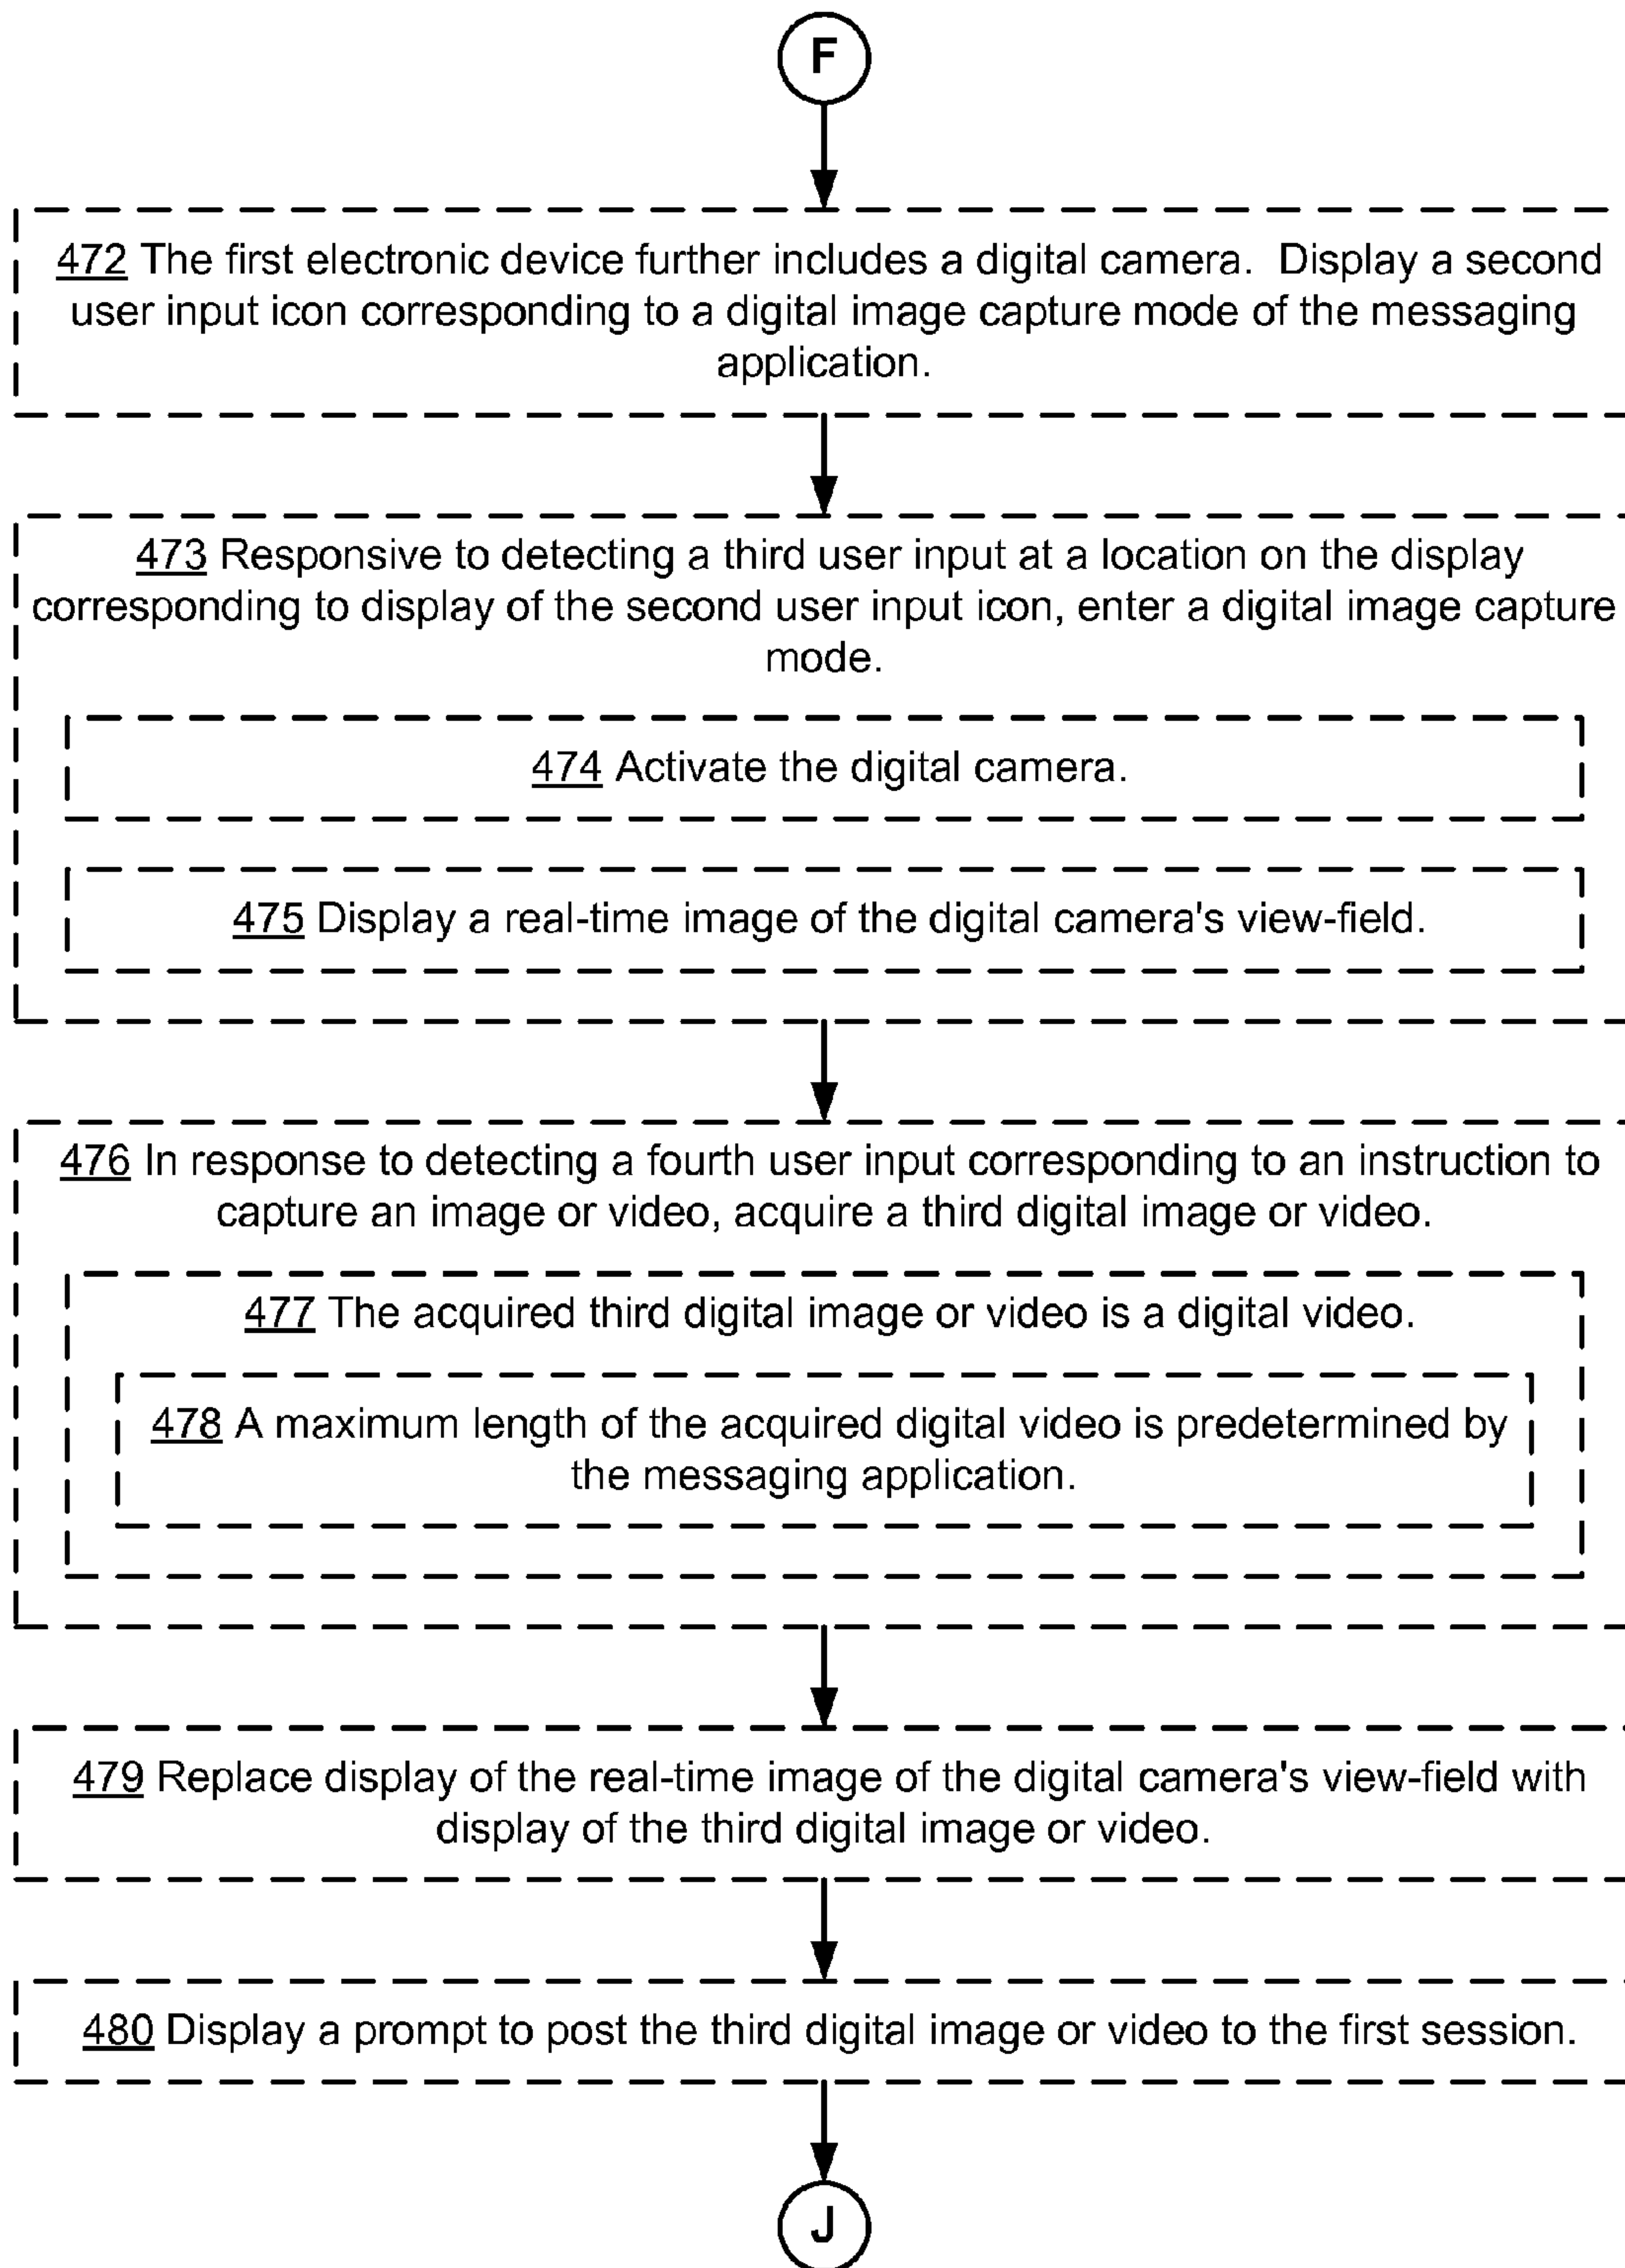 F
472 The first electronic device further includes a digital camera.  Display a second
user input icon corresponding to a digital image capture mode of the messaging
application.
473 Responsive to detecting a third user input at a location on the display
corresponding to display of the second user input icon, enter a digital image capture
mode.
474 Activate the digital camera.
475 Display a real-time image of the digital camera's view-field.
476 In response to detecting a fourth user input corresponding to an instruction to
capture an image or video, acquire a third digital image or video.
477 The acquired third digital image or video is a digital video.
478 A maximum length of the acquired digital video is predetermined by
the messaging application.
479 Replace display of the real-time image of the digital camera's view-field with
display of the third digital image or video.
480 Display a prompt to post the third digital image or video to the first session.
J